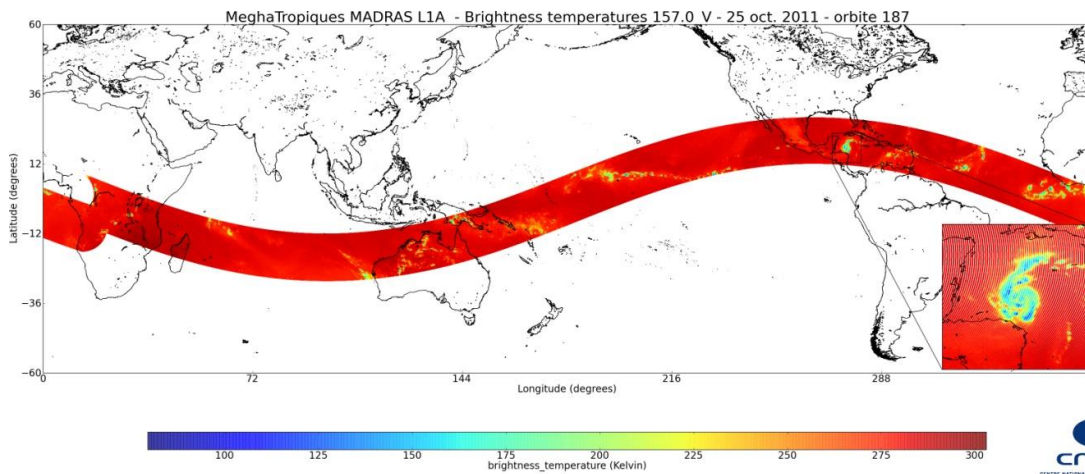 MeghaTropiques MADRAS L1A - Brightness temperatures 157.0 V - 25 oct. 2011 - orbite 187
60
36
12
−12
−36
−60
Latitude (degrees)
0 72 144 216 288
Longitude (degrees)
100 125 150 175 200 225 250 275 300
brightness_temperature (Kelvin)